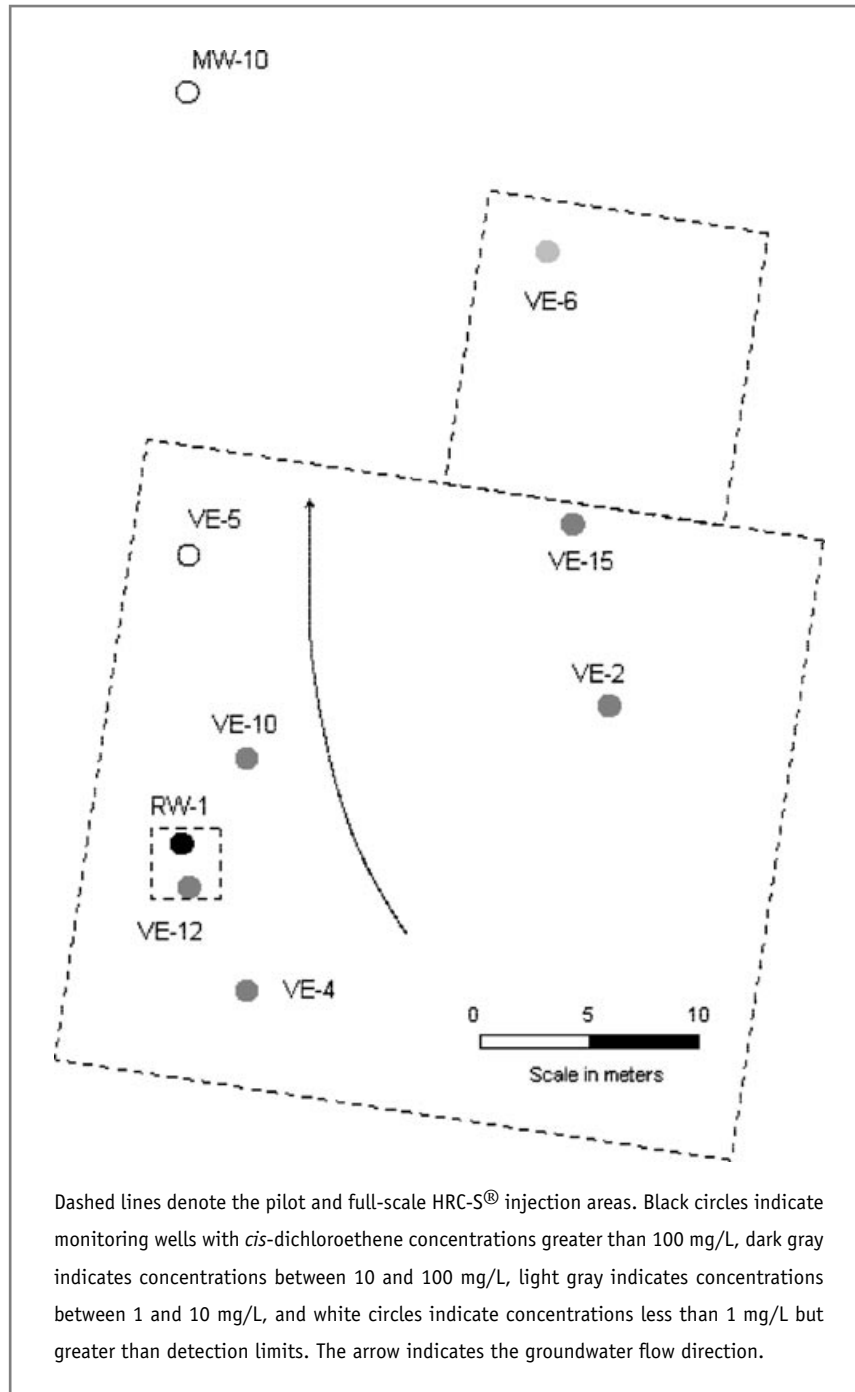 MW-10
VE-6
VE-5
VE-15
VE-2
VE-10
RW-1
VE-12
VE-4
0 5 10
Scale in meters
Dashed lines denote the pilot and full-scale HRC-S® injection areas. Black circles indicate
monitoring wells with cis-dichloroethene concentrations greater than 100 mg/L, dark gray
indicates concentrations between 10 and 100 mg/L, light gray indicates concentrations
between 1 and 10 mg/L, and white circles indicate concentrations less than 1 mg/L but
greater than detection limits. The arrow indicates the groundwater flow direction.